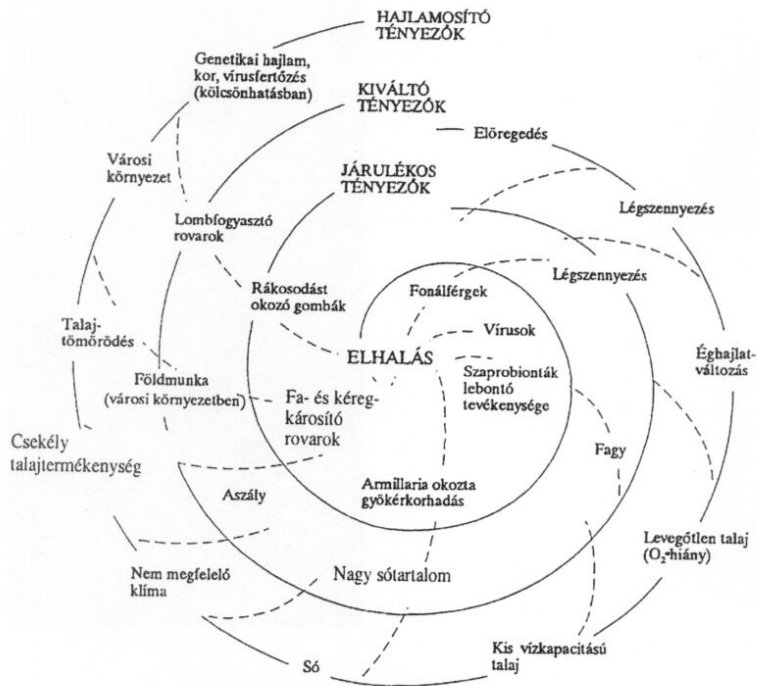 HAJLAMOSÍTÓ
TÉNYEZŐK
Genetikai hajlam,
kor, vírusfertőzés
(kölcsönhatásban)
KIVÁLTÓ
TÉNYEZŐK
Elöregedés
Városi
környezet
JÁRULÉKOS
TÉNYEZŐK
Légszennyezés
Lombfogyasztó
rovarok
Rákosodást
okozó gombák
Fonálférgek
Légszennyezés
Talaj-
tömörödés
Vírusok
ELHALÁS
Éghajlat-
változás
Szaprobionták
lebontó
tevékenysége
Földmunka
(városi környezetben)
Fa- és kéreg-
károsító
rovarok
Csekély
talajtermékenység
Fagy
Aszály
Armillaria okozta
gyökérkorhadás
Levegőtlen talaj
(O₂-hiány)
Nem megfelelő
klíma
Nagy sótartalom
Kis vízkapacitású
talaj
Só